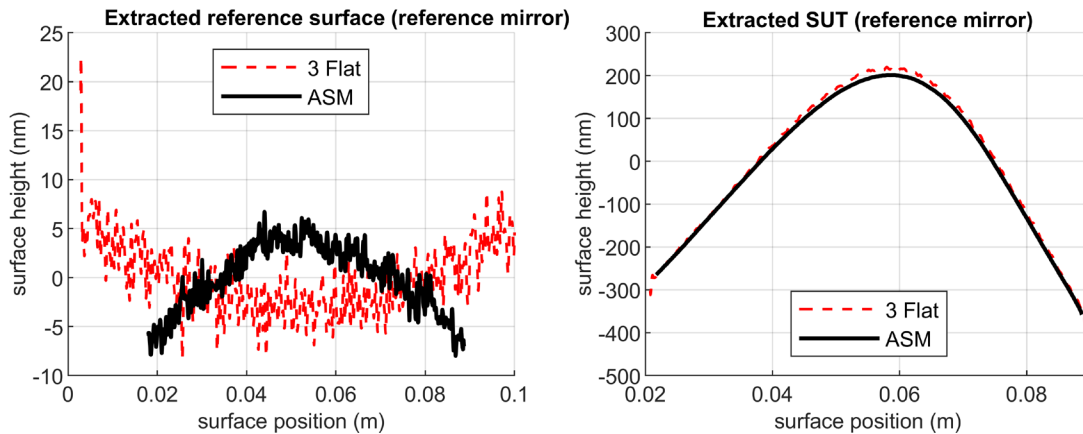 Extracted reference surface (reference mirror)
25
20
15
10
5
0
-5
-10
0
0.02
0.04
0.06
0.08
0.1
surface height (nm)
surface position (m)
3 Flat
ASM
Extracted SUT (reference mirror)
300
200
100
0
-100
-200
-300
-400
-500
0.02
0.04
0.06
0.08
surface height (nm)
surface position (m)
3 Flat
ASM